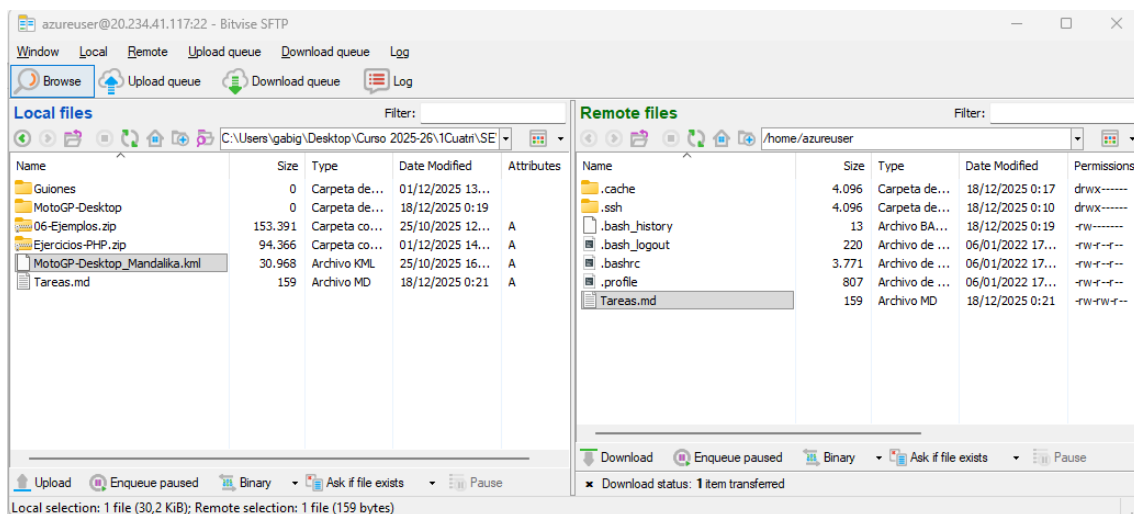 azureuser@20.234.41.117:22 - Bitvise SFTP
Window Local Remote Upload queue Download queue Log
Browse Upload queue Download queue Log
Local files Filter:
C:\Users\gabig\Desktop\Curso 2025-26\1Cuatri\SE
Name Size Type Date Modified Attributes
Guiones 0 Carpeta de... 01/12/2025 13...
MotoGP-Desktop 0 Carpeta de... 18/12/2025 0:19
06-Ejemplos.zip 153.391 Carpeta co... 25/10/2025 12... A
Ejercicios-PHP.zip 94.366 Carpeta co... 01/12/2025 14... A
MotoGP-Desktop_Mandalika.kml 30.968 Archivo KML 25/10/2025 16... A
Tareas.md 159 Archivo MD 18/12/2025 0:21 A
Upload Enqueue paused Binary Ask if file exists Pause
Remote files Filter:
/home/azureuser
Name Size Type Date Modified Permissions
.cache 4.096 Carpeta de... 18/12/2025 0:17 drwx------
.ssh 4.096 Carpeta de... 18/12/2025 0:10 drwx------
.bash_history 13 Archivo BA... 18/12/2025 0:19 -rw-------
.bash_logout 220 Archivo de ... 06/01/2022 17... -rw-r--r--
.bashrc 3.771 Archivo de ... 06/01/2022 17... -rw-r--r--
.profile 807 Archivo de ... 06/01/2022 17... -rw-r--r--
Tareas.md 159 Archivo MD 18/12/2025 0:21 -rw-rw-r--
Download Enqueue paused Binary Ask if file exists Pause
Download status: 1 item transferred
Local selection: 1 file (30,2 KiB); Remote selection: 1 file (159 bytes)